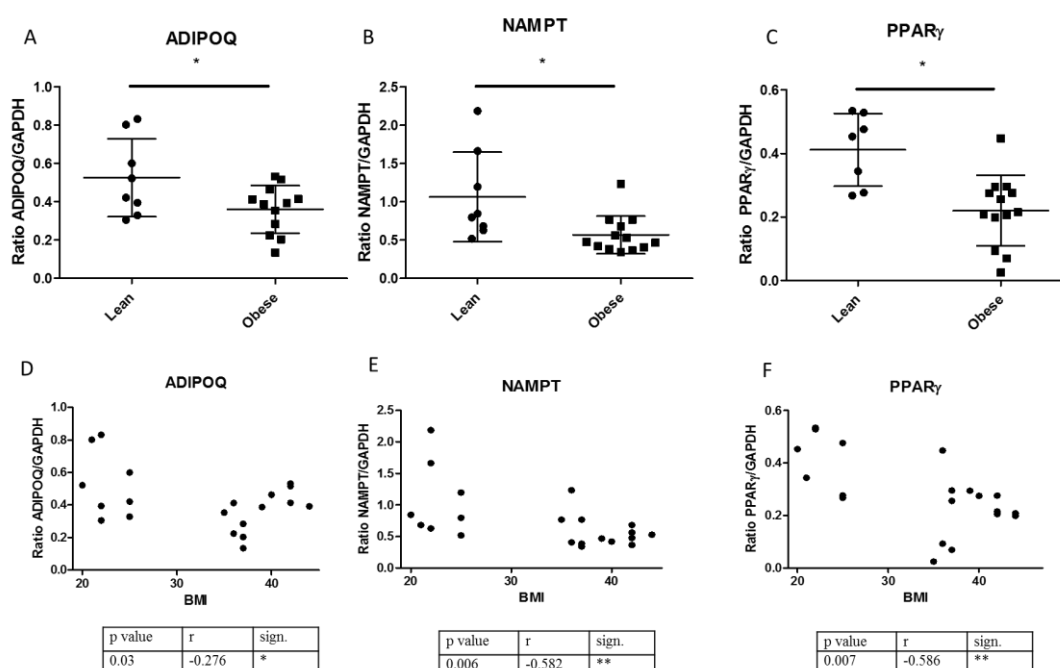 A
ADIPOQ
*
Ratio ADIPOQ/GAPDH
1.0
0.8
0.6
0.4
0.2
0.0
Lean
Obese
B
NAMPT
*
Ratio NAMPT/GAPDH
2.5
2.0
1.5
1.0
0.5
0.0
Lean
Obese
C
PPARγ
*
Ratio PPARγ/GAPDH
0.6
0.4
0.2
0.0
Lean
Obese
D
ADIPOQ
Ratio ADIPOQ/GAPDH
1.0
0.8
0.6
0.4
0.2
0.0
20 30 40
BMI
p value r sign.
0.03 -0.276 *
E
NAMPT
Ratio NAMPT/GAPDH
2.5
2.0
1.5
1.0
0.5
0.0
20 30 40
BMI
p value r sign.
0.006 -0.582 **
F
PPARγ
Ratio PPARγ/GAPDH
0.6
0.4
0.2
0.0
20 30 40
BMI
p value r sign.
0.007 -0.586 **